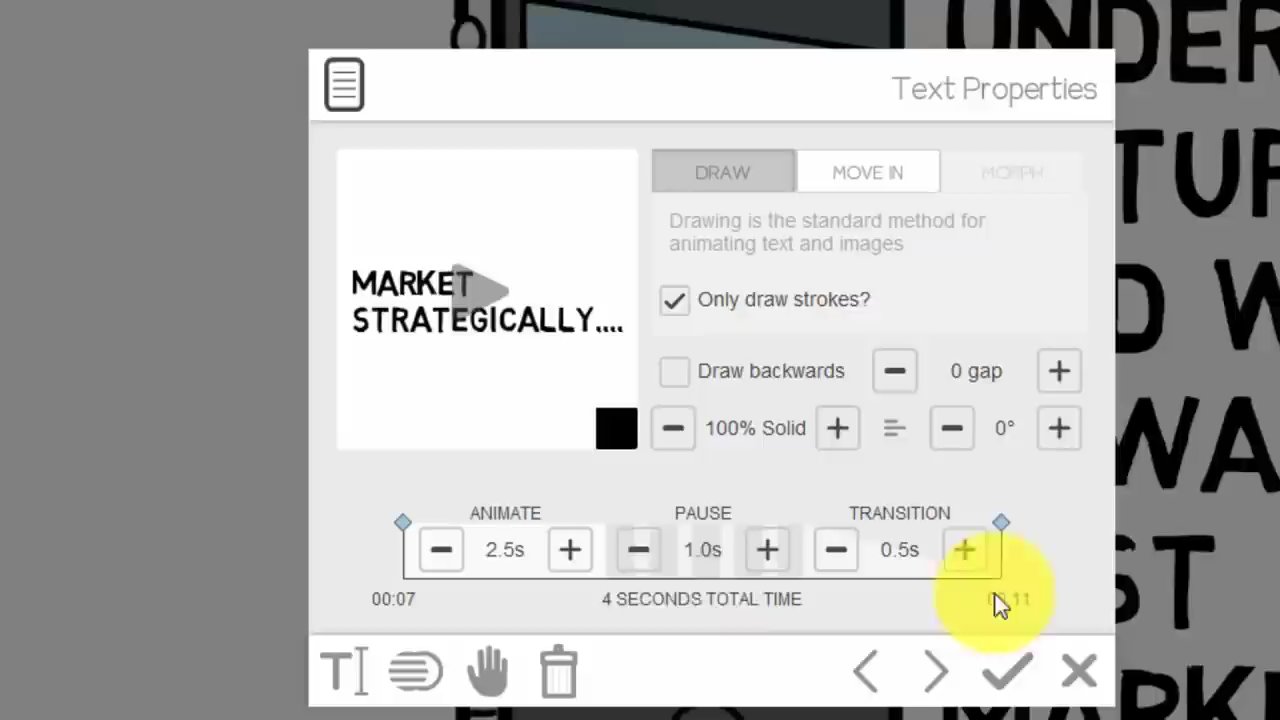 Text Properties
DRAW
MOVE IN
MORPH
Drawing is the standard method for
animating text and images
Only draw strokes?
MARKET
STRATEGICALLY....
Draw backwards
0 gap
100% Solid
0°
ANIMATE
PAUSE
TRANSITION
2.5s
1.0s
0.5s
00:07
4 SECONDS TOTAL TIME
T
UNDER
TUR
D W
WA
ST
MARKE